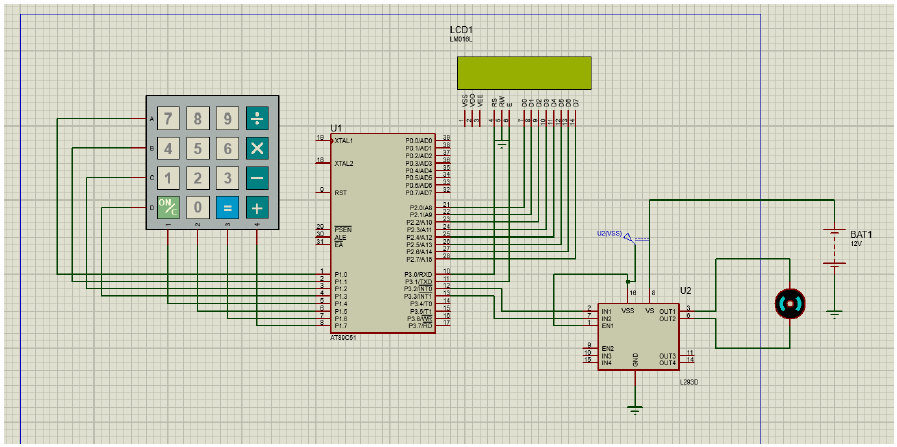 LCD1
LM016L
VSS
VDD
VEE
RS
RW
E
D0
D1
D2
D3
D4
D5
D6
D7
1
2
3
4
5
6
7
8
9
10
11
12
13
14
A
B
C
D
7 8 9 ÷
4 5 6 ×
1 2 3 −
ON/C 0 = +
1 2 3 4
U1
19 XTAL1
18 XTAL2
9 RST
29 PSEN
30 ALE
31 EA
1 P1.0
2 P1.1
3 P1.2
4 P1.3
5 P1.4
6 P1.5
7 P1.6
8 P1.7
P0.0/AD0 39
P0.1/AD1 38
P0.2/AD2 37
P0.3/AD3 36
P0.4/AD4 35
P0.5/AD5 34
P0.6/AD6 33
P0.7/AD7 32
P2.0/A8 21
P2.1/A9 22
P2.2/A10 23
P2.3/A11 24
P2.4/A12 25
P2.5/A13 26
P2.6/A14 27
P2.7/A15 28
P3.0/RXD 10
P3.1/TXD 11
P3.2/INT0 12
P3.3/INT1 13
P3.4/T0 14
P3.5/T1 15
P3.6/WR 16
P3.7/RD 17
AT89C51
U2(VSS)
BAT1
12V
U2
16
8
VSS
VS
2 IN1
7 IN2
1 EN1
9 EN2
10 IN3
15 IN4
OUT1 3
OUT2 6
OUT3 11
OUT4 14
GND
L293D